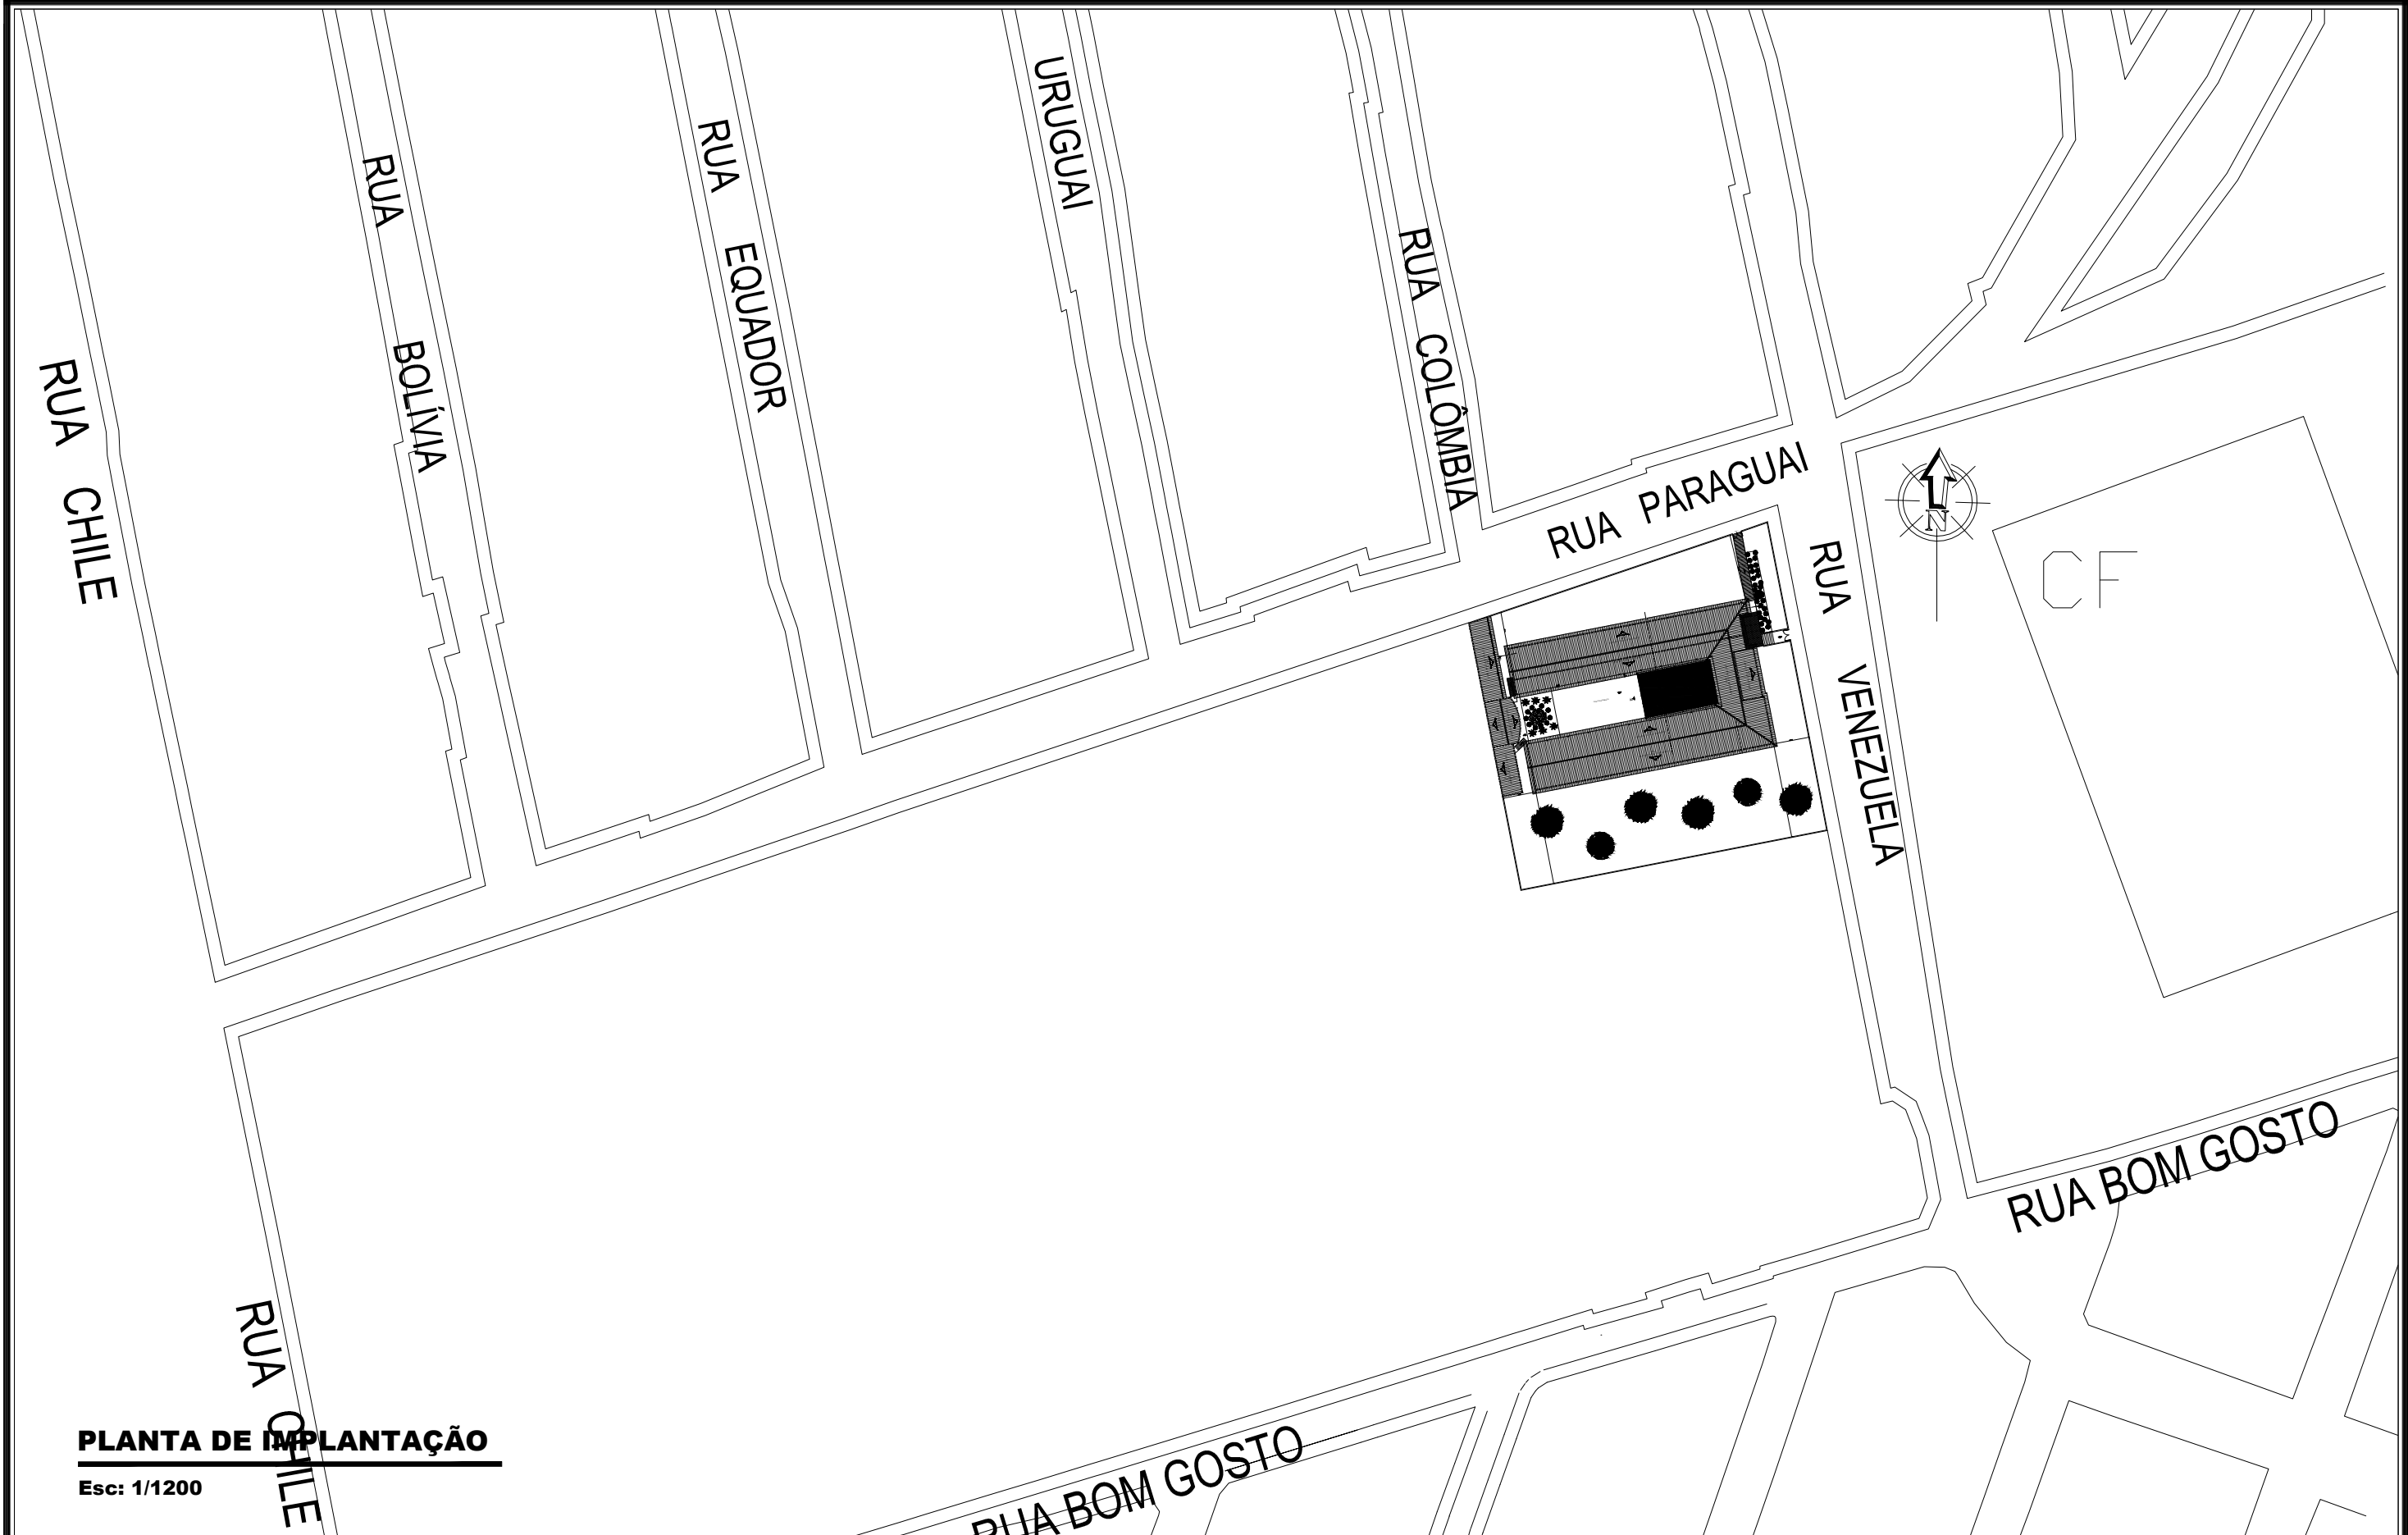 URUGUAI
RUA EQUADOR
RUA BOLÍVIA
RUA COLÔMBIA
RUA CHILE
RUA PARAGUAI
N
CF
RUA VENEZUELA
RUA BOM GOSTO
RUA CHILE
PLANTA DE IMPLANTAÇÃO
Esc: 1/1200
RUA BOM GOSTO